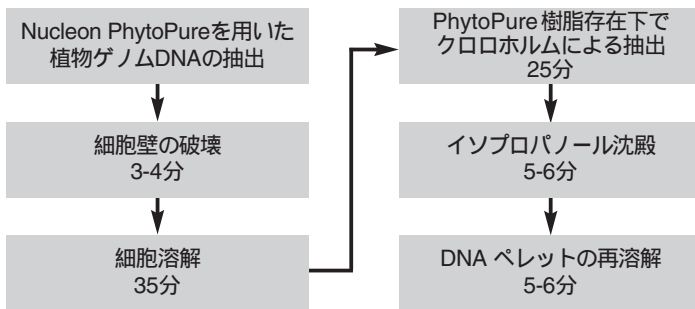 Nucleon PhytoPureを用いた
植物ゲノムDNAの抽出
細胞壁の破壊
3-4分
細胞溶解
35分
PhytoPure 樹脂存在下で
クロロホルムによる抽出
25分
イソプロパノール沈殿
5-6分
DNA ペレットの再溶解
5-6分